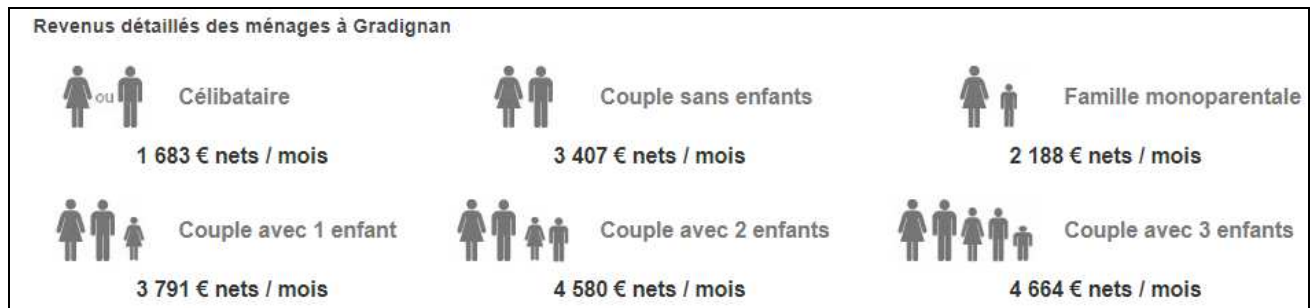 Revenus détaillés des ménages à Gradignan
ou Célibataire
Couple sans enfants
Famille monoparentale
1 683 € nets / mois
3 407 € nets / mois
2 188 € nets / mois
Couple avec 1 enfant
Couple avec 2 enfants
Couple avec 3 enfants
3 791 € nets / mois
4 580 € nets / mois
4 664 € nets / mois